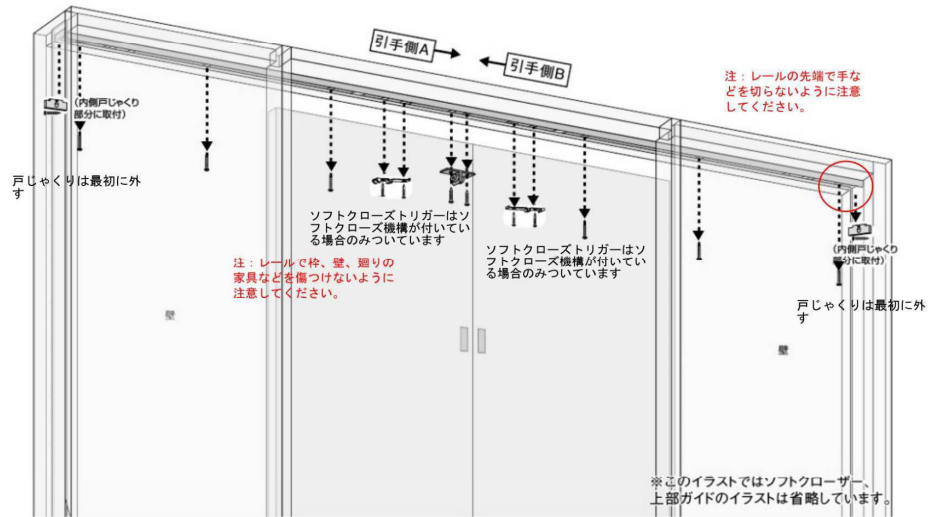 引手側A
引手側B
注：レールの先端で手な
どを切らないように注意
してください。
(内側戸じゃくり
部分に取付)
戸じゃくりは最初に外
す
ソフトクローズトリガーはソ
フトクローズ機構が付いてい
る場合のみついています
ソフトクローズトリガーはソ
フトクローズ機構が付いてい
る場合のみついています
(内側戸じゃくり
部分に取付)
注：レールで枠、壁、廻りの
家具などを傷つけないように
注意してください。
戸じゃくりは最初に外
す
壁
壁
※このイラストではソフトクローザー、
上部ガイドのイラストは省略しています。